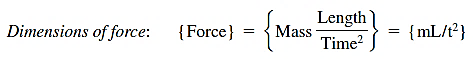 Dimensions of force: {Force} = {Mass Length/Time²} = {mL/t²}